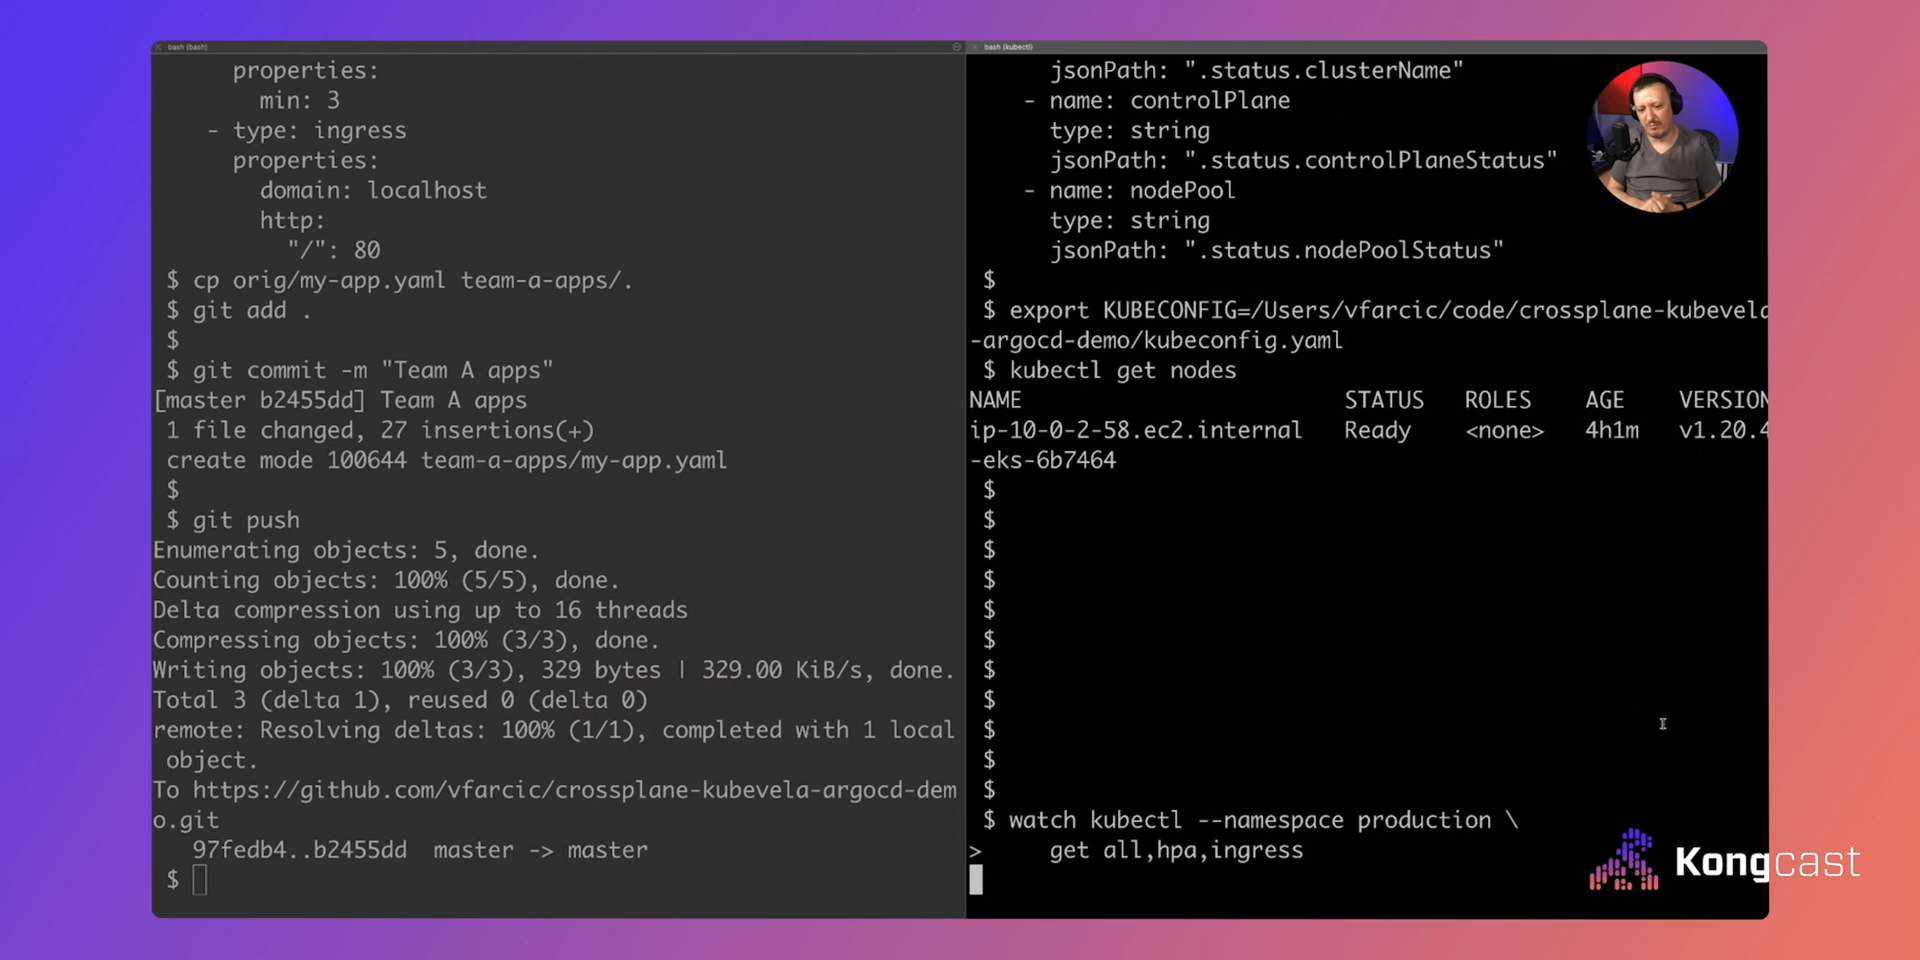 bash (bash)
properties:
min: 3
- type: ingress
properties:
domain: localhost
http:
"/": 80
$ cp orig/my-app.yaml team-a-apps/.
$ git add .
$
$ git commit -m "Team A apps"
[master b2455dd] Team A apps
1 file changed, 27 insertions(+)
create mode 100644 team-a-apps/my-app.yaml
$
$ git push
Enumerating objects: 5, done.
Counting objects: 100% (5/5), done.
Delta compression using up to 16 threads
Compressing objects: 100% (3/3), done.
Writing objects: 100% (3/3), 329 bytes | 329.00 KiB/s, done.
Total 3 (delta 1), reused 0 (delta 0)
remote: Resolving deltas: 100% (1/1), completed with 1 local
object.
To https://github.com/vfarcic/crossplane-kubevela-argocd-dem
o.git
97fedb4..b2455dd master -> master
$
bash (kubectl)
jsonPath: ".status.clusterName"
- name: controlPlane
type: string
jsonPath: ".status.controlPlaneStatus"
- name: nodePool
type: string
jsonPath: ".status.nodePoolStatus"
$
$ export KUBECONFIG=/Users/vfarcic/code/crossplane-kubevela
-argocd-demo/kubeconfig.yaml
$ kubectl get nodes
NAME STATUS ROLES AGE VERSION
ip-10-0-2-58.ec2.internal Ready <none> 4h1m v1.20.4
-eks-6b7464
$
$
$
$
$
$
$
$
$
$
$
$ watch kubectl --namespace production \
> get all,hpa,ingress
Kongcast